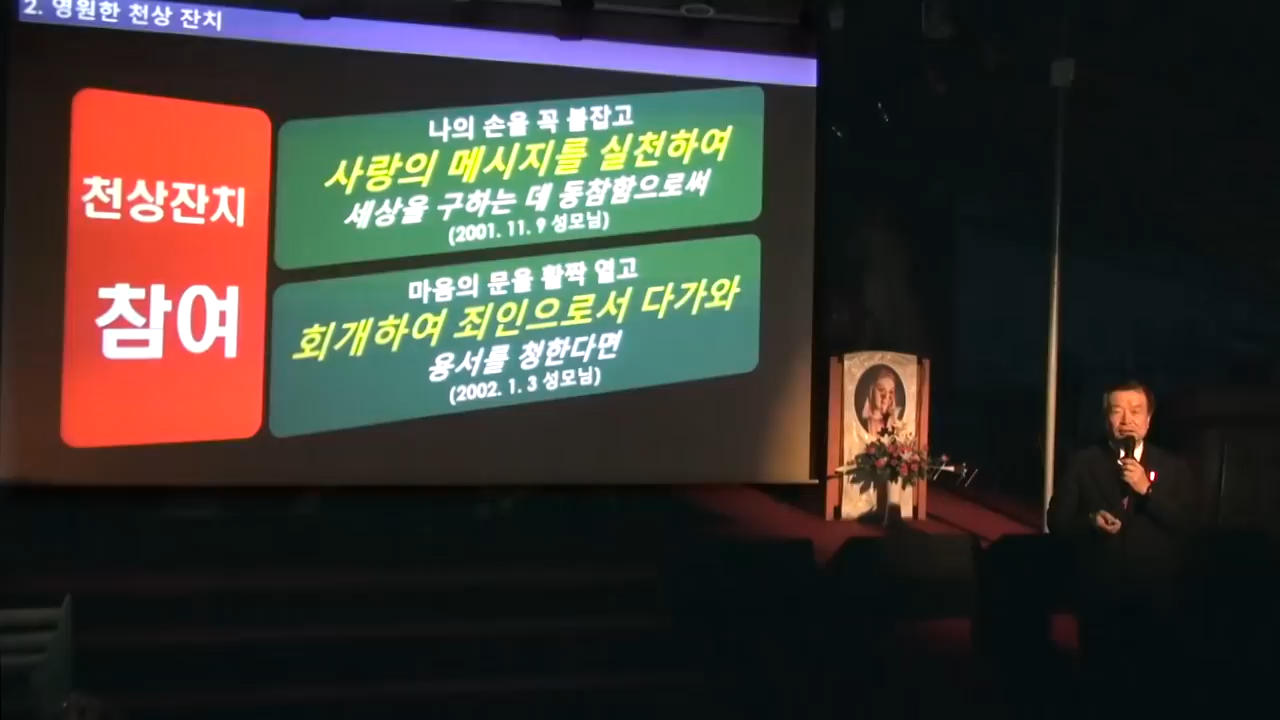 2. 영원한 천상 잔치
천상잔치
참여
나의 손을 꼭 붙잡고
사랑의 메시지를 실천하여
세상을 구하는 데 동참함으로써
(2001. 11. 9 성모님)
마음의 문을 활짝 열고
회개하여 죄인으로서 다가와
용서를 청한다면
(2002. 1. 3 성모님)